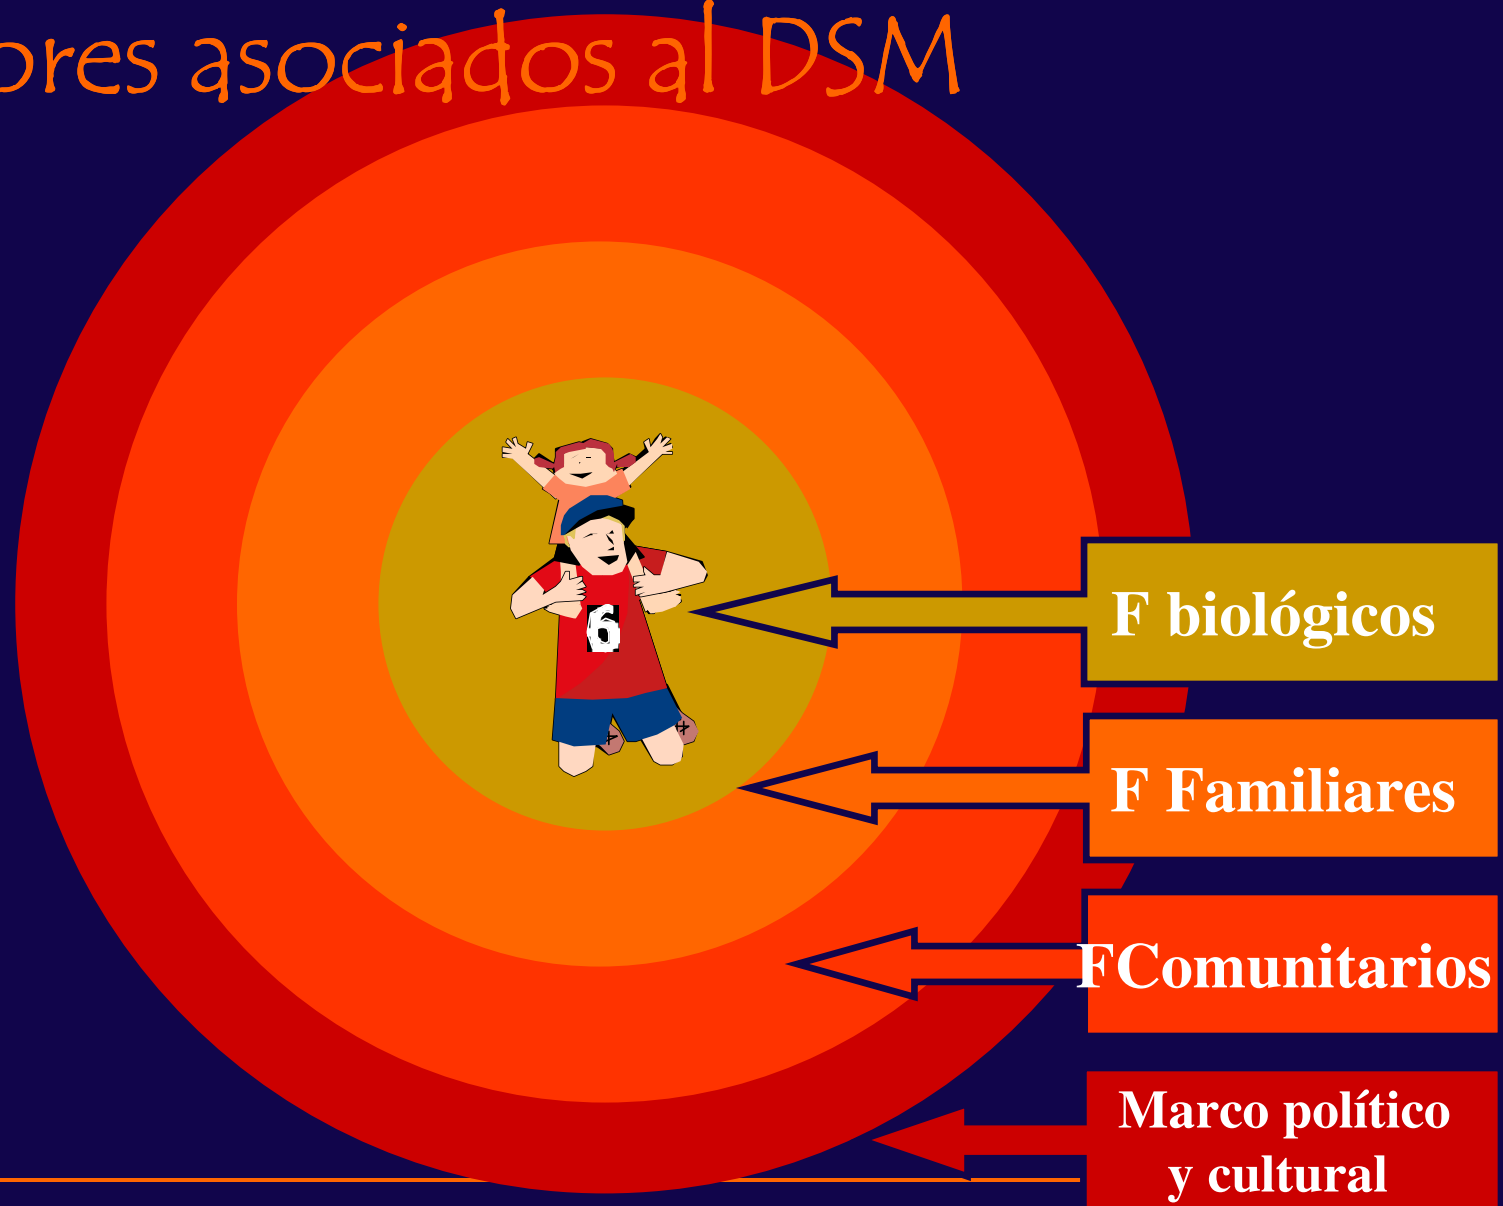 ores asociados al DSM
6
F biológicos
F Familiares
FComunitarios
Marco político
y cultural